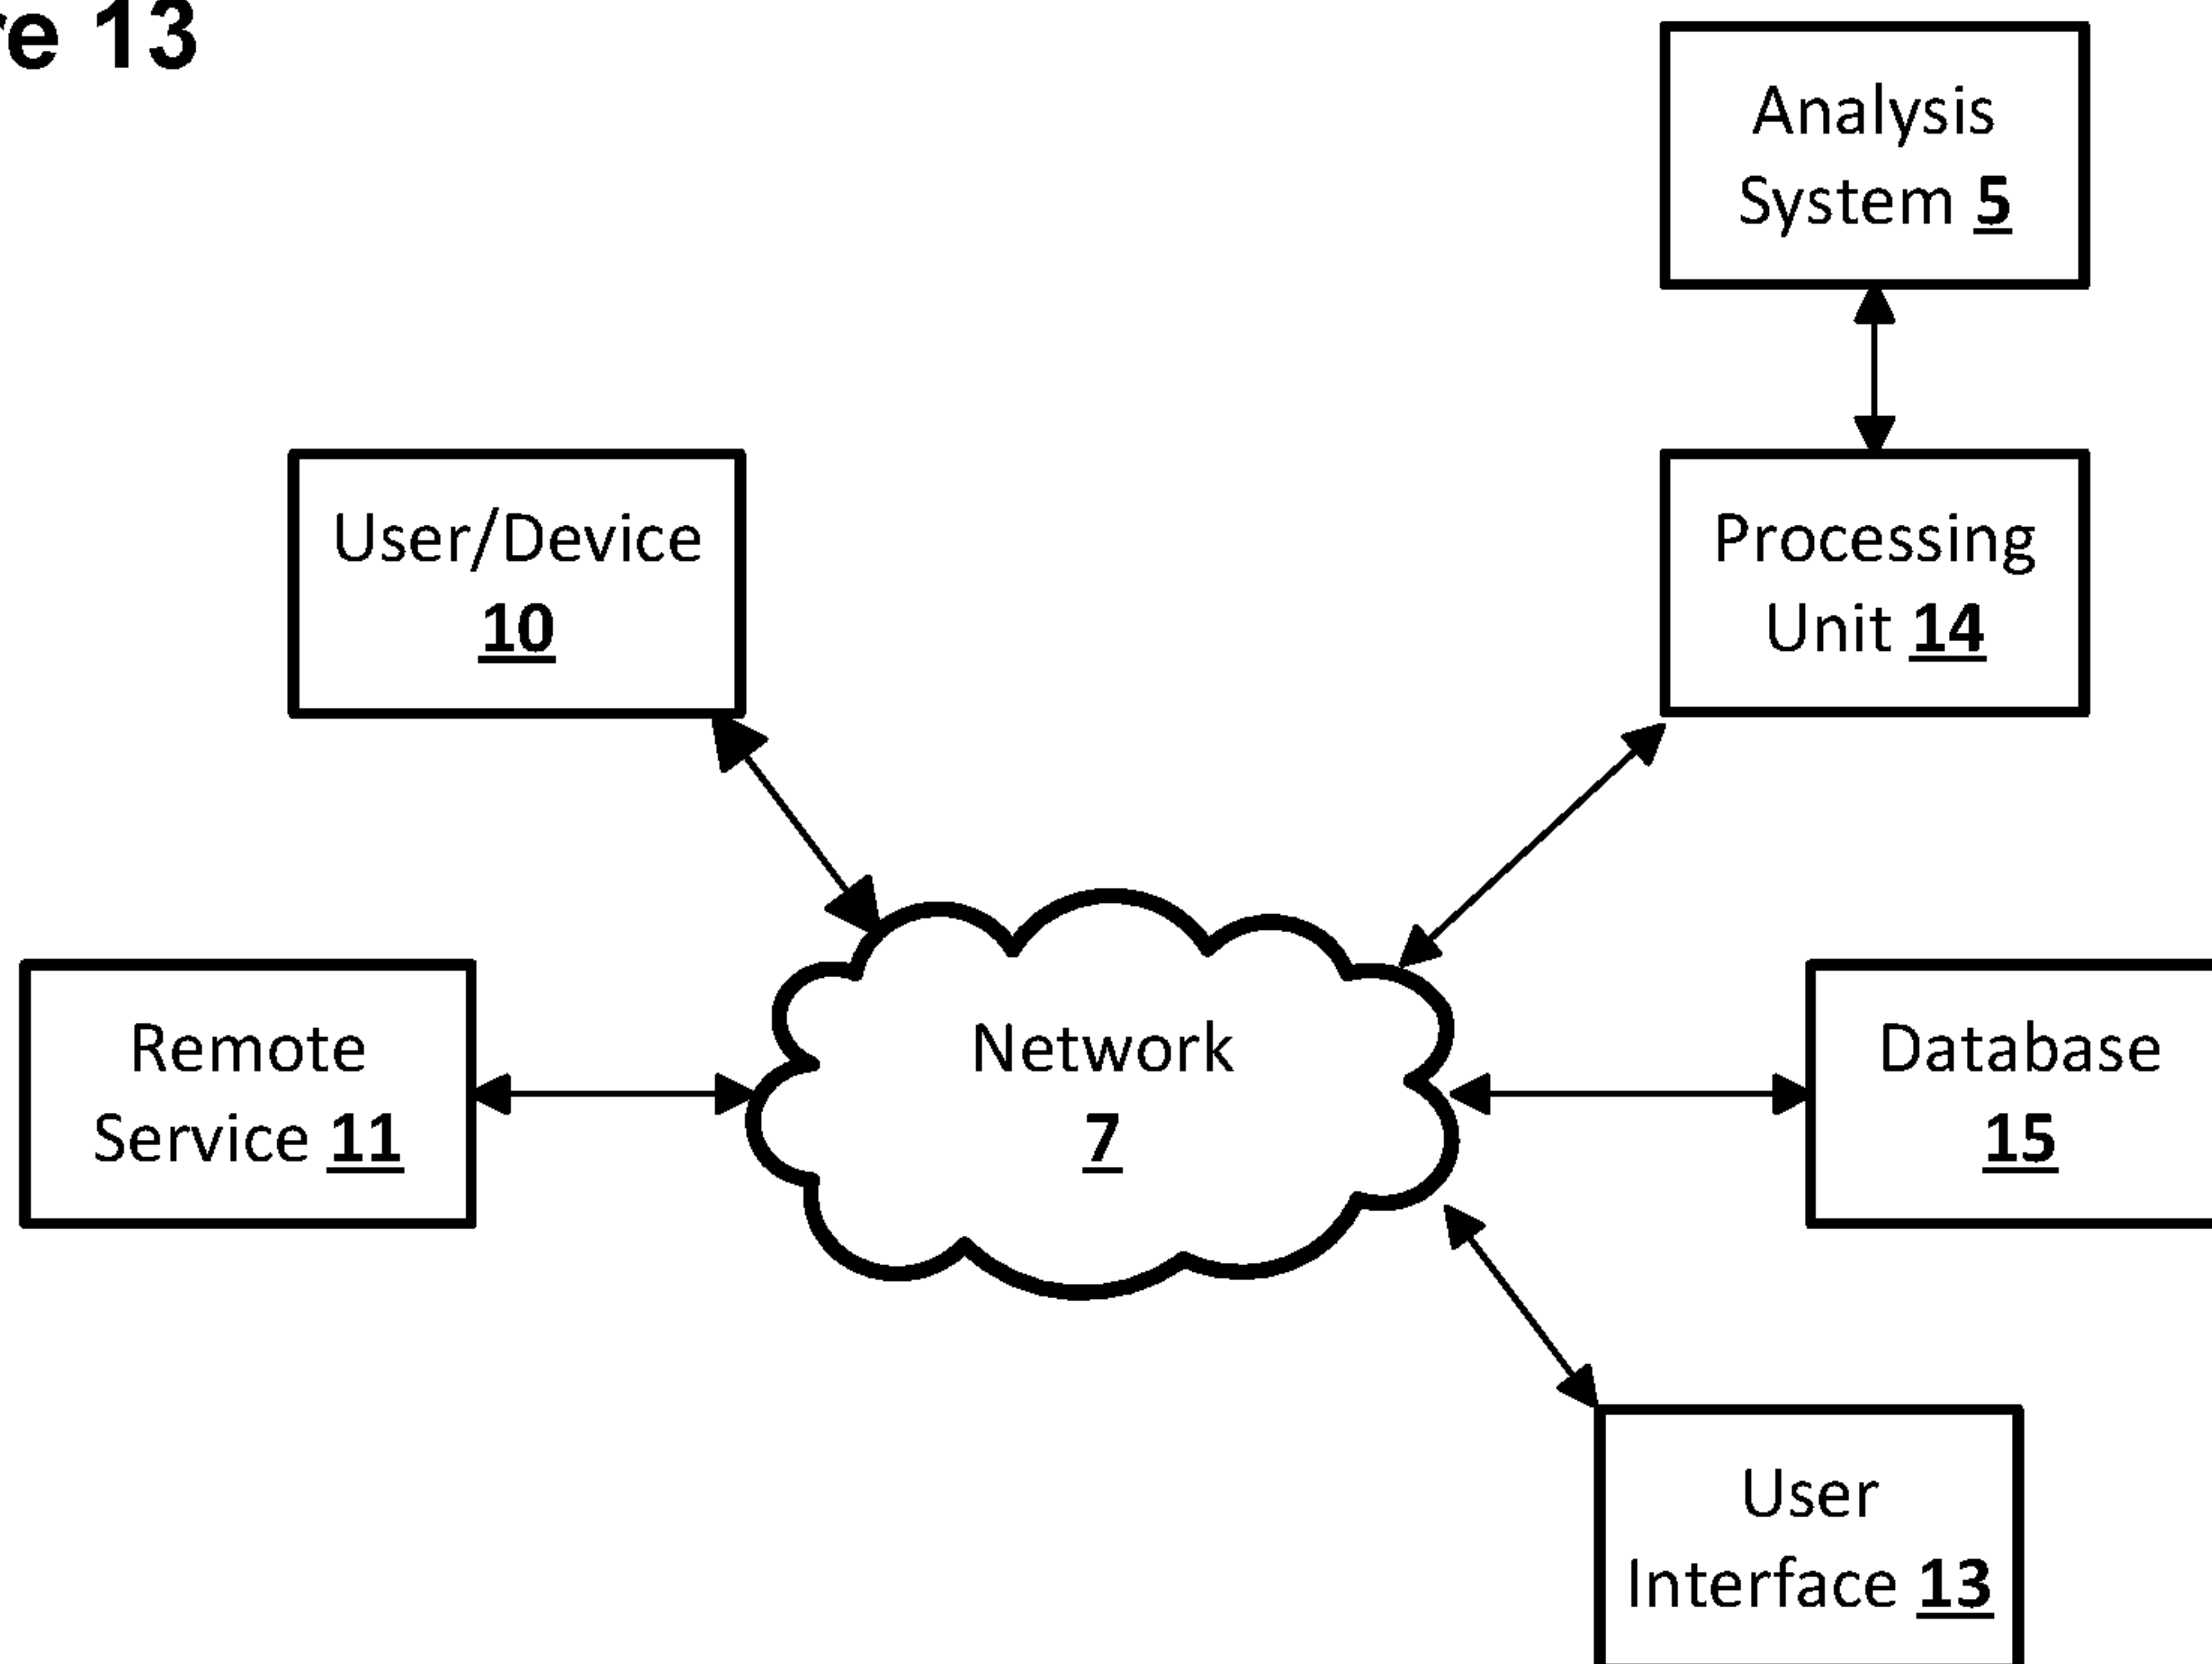 e 13
Analysis
System 5
User/Device
10
Processing
Unit 14
Remote
Service 11
Network
7
Database
15
User
Interface 13